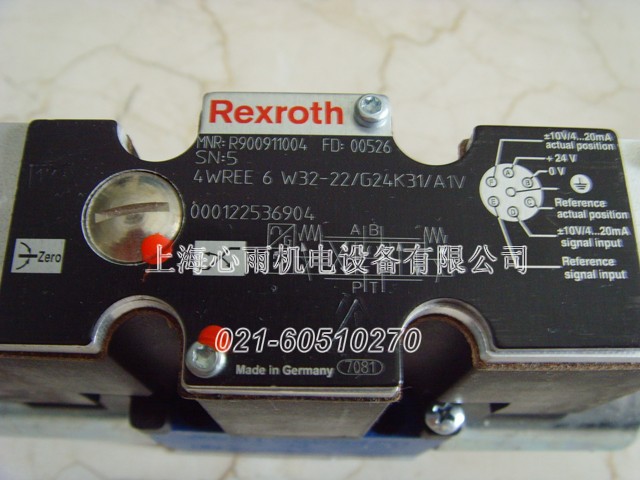 Rexroth
MNR: R900911004 FD: 00526
SN:5
4WREE 6 W32-22/G24K31/A1V
000122536904
Zero
A B
P T
上海心雨机电设备有限公司
021-60510270
Made in Germany 7081
±10V/4...20mA
actual position
+24V
0V
Reference
actual position
±10V/4...20mA
signal input
Reference
signal input